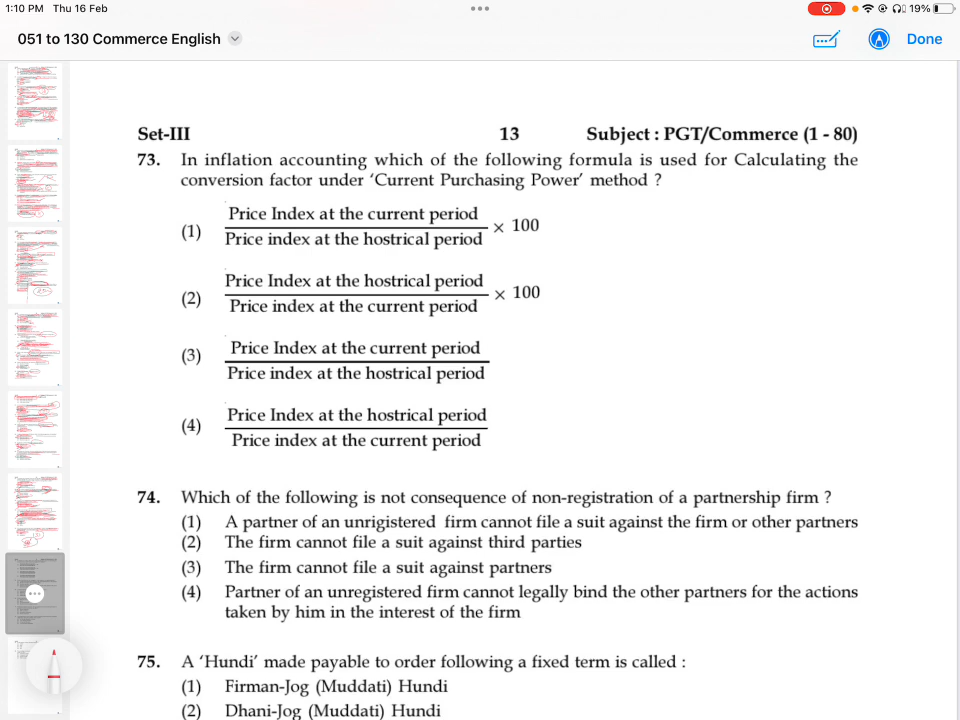 1:10 PM Thu 16 Feb
19%
051 to 130 Commerce English
Done
Set-III 13 Subject : PGT/Commerce (1 - 80)
73. In inflation accounting which of the following formula is used for Calculating the
conversion factor under ‘Current Purchasing Power’ method ?
(1) Price Index at the current period
Price index at the hostrical period × 100
(2) Price Index at the hostrical period
Price index at the current period × 100
(3) Price Index at the current period
Price index at the hostrical period
(4) Price Index at the hostrical period
Price index at the current period
74. Which of the following is not consequence of non-registration of a partnership firm ?
(1) A partner of an unrigistered firm cannot file a suit against the firm or other partners
(2) The firm cannot file a suit against third parties
(3) The firm cannot file a suit against partners
(4) Partner of an unregistered firm cannot legally bind the other partners for the actions
taken by him in the interest of the firm
75. A ‘Hundi’ made payable to order following a fixed term is called :
(1) Firman-Jog (Muddati) Hundi
(2) Dhani-Jog (Muddati) Hundi